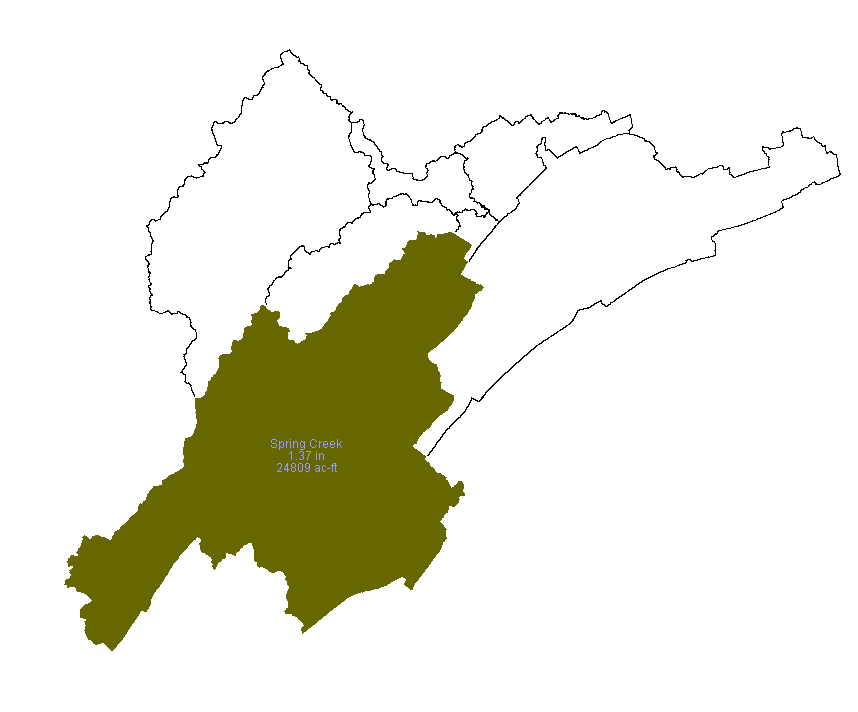 Spring Creek
1.37 in
24809 ac-ft